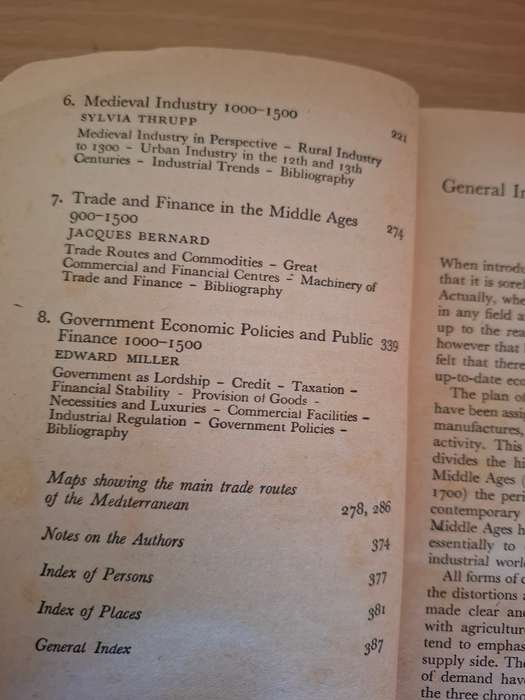 6. Medieval Industry 1000–1500 221
SYLVIA THRUPP
Medieval Industry in Perspective – Rural Industry
to 1300 – Urban Industry in the 12th and 13th
Centuries – Industrial Trends – Bibliography
7. Trade and Finance in the Middle Ages
900–1500 274
JACQUES BERNARD
Trade Routes and Commodities – Great
Commercial and Financial Centres – Machinery of
Trade and Finance – Bibliography
8. Government Economic Policies and Public 339
Finance 1000–1500
EDWARD MILLER
Government as Lordship – Credit – Taxation –
Financial Stability – Provision of Goods –
Necessities and Luxuries – Commercial Facilities –
Industrial Regulation – Government Policies –
Bibliography
Maps showing the main trade routes
of the Mediterranean 278, 286
Notes on the Authors 374
Index of Persons 377
Index of Places 381
General Index 387
General In
When introdu
that it is sorel
Actually, whe
in any field a
up to the rea
however that
felt that there
up-to-date eco
The plan of
have been assi
manufactures,
activity. This
divides the hi
Middle Ages (
1700) the peri
contemporary
Middle Ages h
essentially to
industrial worl
All forms of c
the distortions a
made clear and
with agriculture
tend to emphas
supply side. The
of demand have
the three chrono